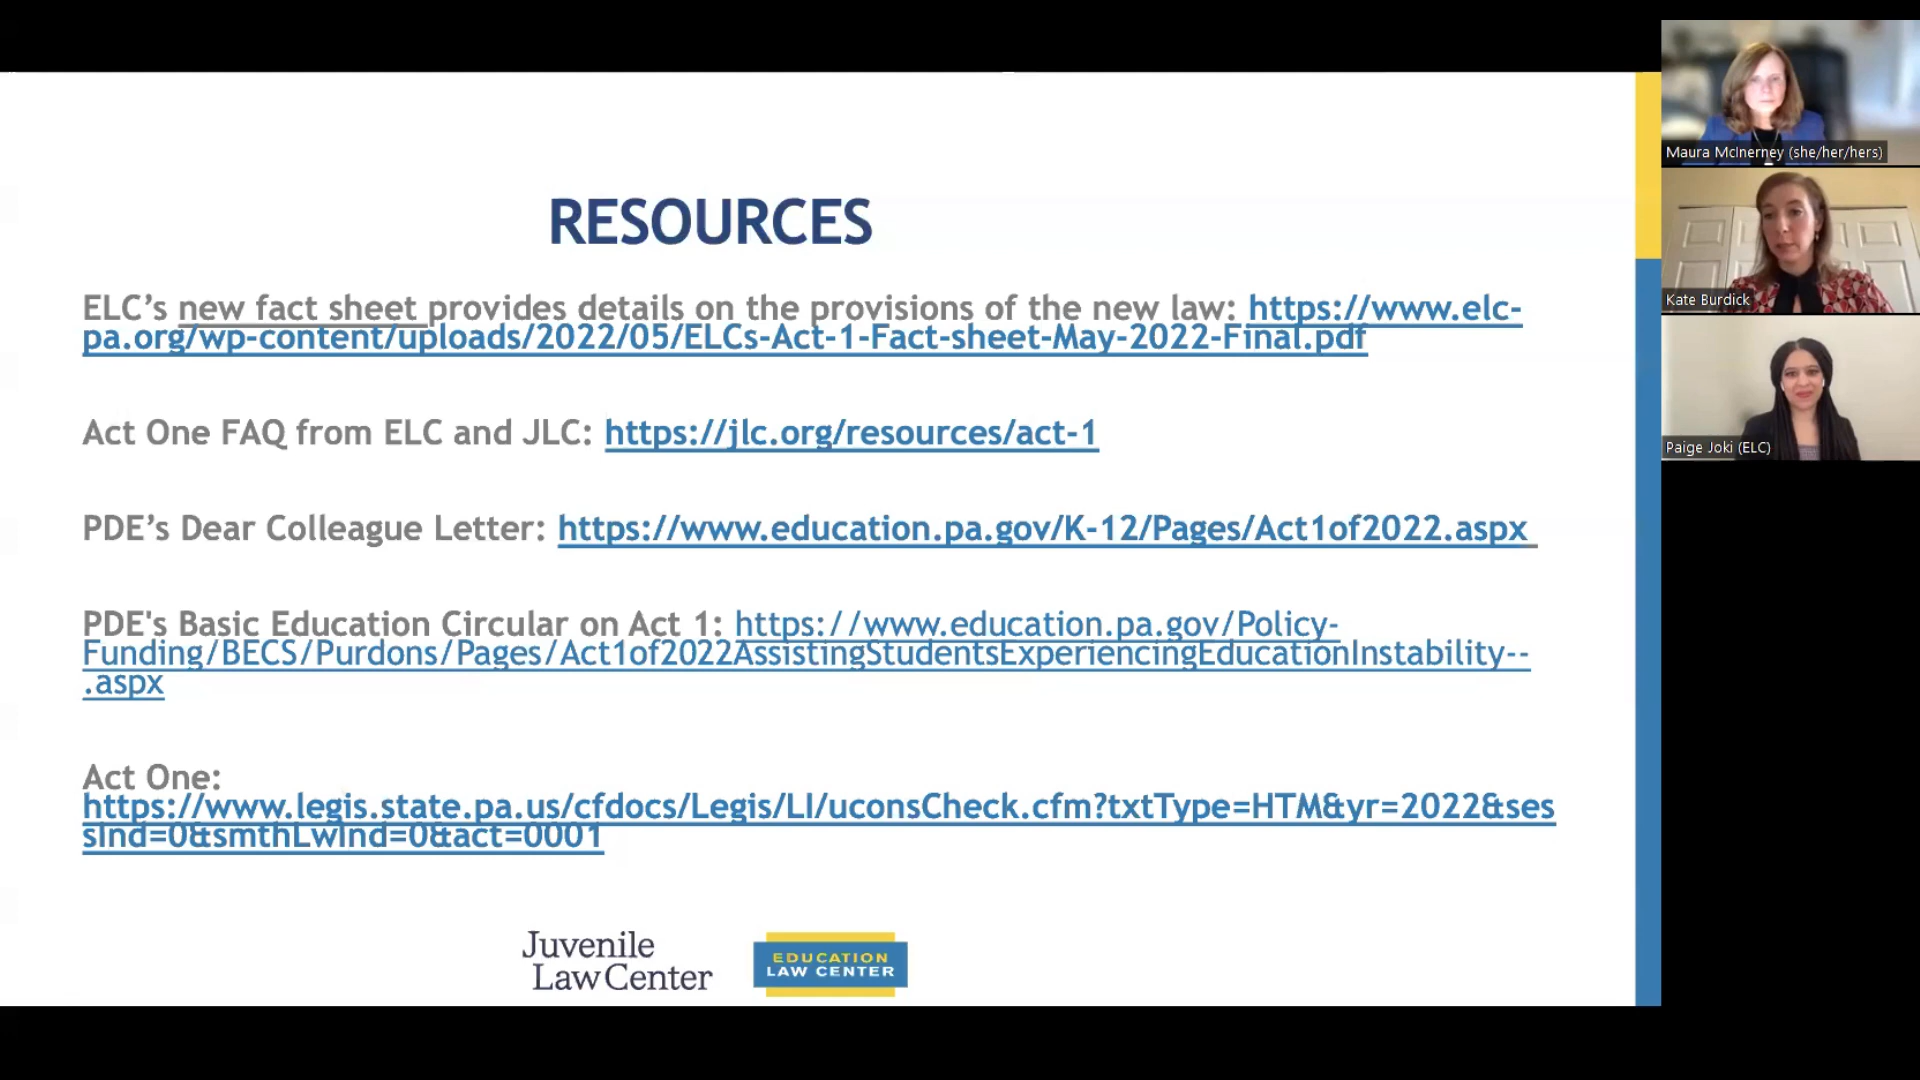 RESOURCES
ELC’s new fact sheet provides details on the provisions of the new law: https://www.elc-
pa.org/wp-content/uploads/2022/05/ELCs-Act-1-Fact-sheet-May-2022-Final.pdf
Act One FAQ from ELC and JLC: https://jlc.org/resources/act-1
PDE’s Dear Colleague Letter: https://www.education.pa.gov/K-12/Pages/Act1of2022.aspx
PDE's Basic Education Circular on Act 1: https://www.education.pa.gov/Policy-
Funding/BECS/Purdons/Pages/Act1of2022AssistingStudentsExperiencingEducationInstability--
.aspx
Act One:
https://www.legis.state.pa.us/cfdocs/Legis/LI/uconsCheck.cfm?txtType=HTM&yr=2022&ses
sInd=0&smthLwInd=0&act=0001
Juvenile
Law Center
EDUCATION
LAW CENTER
Maura McInerney (she/her/hers)
Kate Burdick
Paige Joki (ELC)